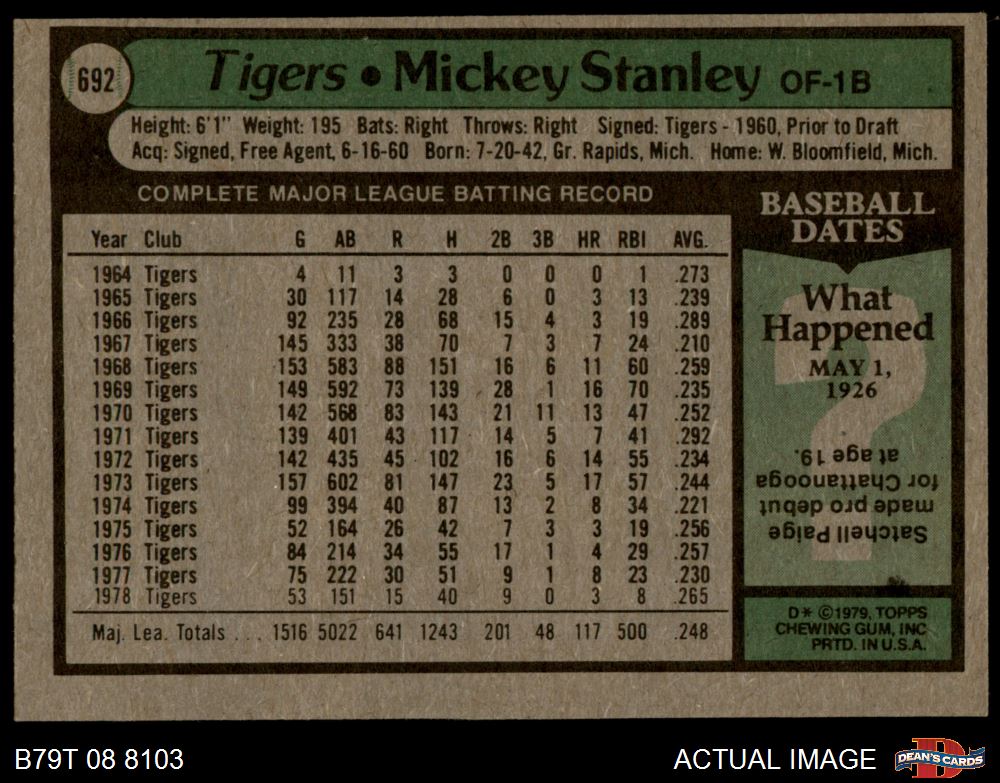 692
Tigers • Mickey Stanley OF-1B
Height: 6'1" Weight: 195 Bats: Right Throws: Right Signed: Tigers - 1960, Prior to Draft
Acq: Signed, Free Agent, 6-16-60 Born: 7-20-42, Gr. Rapids, Mich. Home: W. Bloomfield, Mich.
COMPLETE MAJOR LEAGUE BATTING RECORD
Year Club G AB R H 2B 3B HR RBI AVG.
1964 Tigers 4 11 3 3 0 0 0 1 .273
1965 Tigers 30 117 14 28 6 0 3 13 .239
1966 Tigers 92 235 28 68 15 4 3 19 .289
1967 Tigers 145 333 38 70 7 3 7 24 .210
1968 Tigers 153 583 88 151 16 6 11 60 .259
1969 Tigers 149 592 73 139 28 1 16 70 .235
1970 Tigers 142 568 83 143 21 11 13 47 .252
1971 Tigers 139 401 43 117 14 5 7 41 .292
1972 Tigers 142 435 45 102 16 6 14 55 .234
1973 Tigers 157 602 81 147 23 5 17 57 .244
1974 Tigers 99 394 40 87 13 2 8 34 .221
1975 Tigers 52 164 26 42 7 3 3 19 .256
1976 Tigers 84 214 34 55 17 1 4 29 .257
1977 Tigers 75 222 30 51 9 1 8 23 .230
1978 Tigers 53 151 15 40 9 0 3 8 .265
Maj. Lea. Totals . . . 1516 5022 641 1243 201 48 117 500 .248
BASEBALL
DATES
What
Happened
MAY 1,
1926
?
Satchell Paige
made pro debut
for Chattanooga
at age 19.
D* ©1979, TOPPS
CHEWING GUM, INC
PRTD. IN U.S.A.
B79T 08 8103
ACTUAL IMAGE
D
DEAN'S CARDS